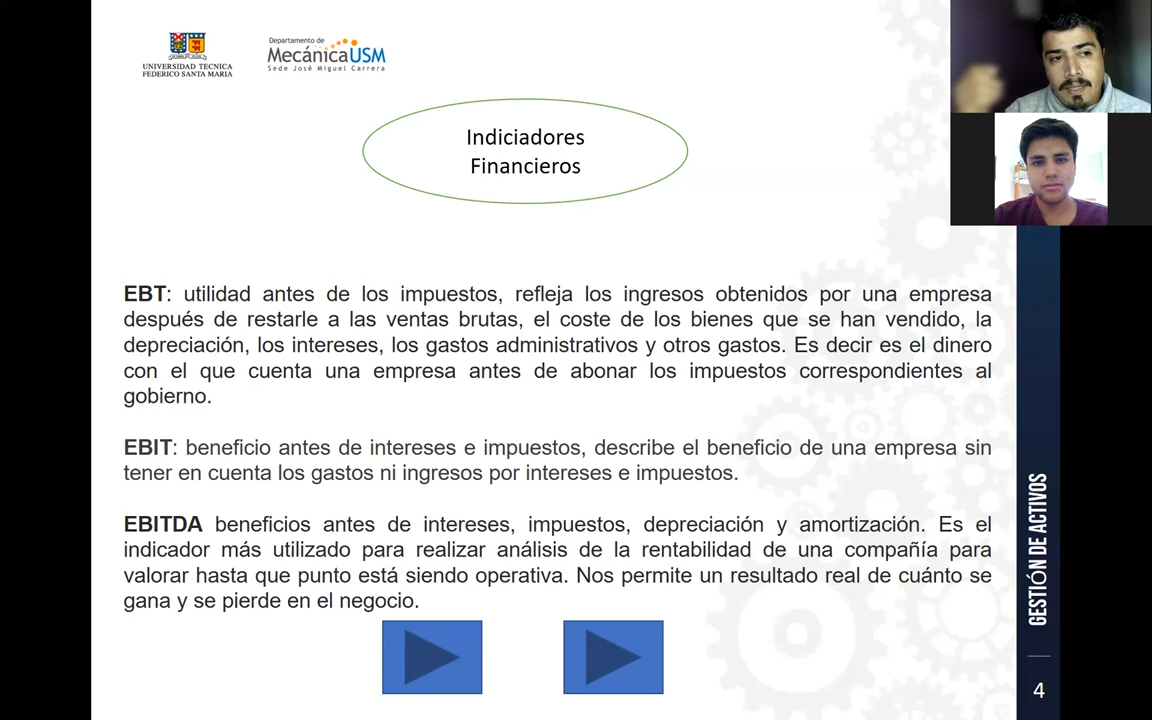 UNIVERSIDAD TECNICA
FEDERICO SANTA MARIA
Departamento de
MecánicaUSM
Sede José Miguel Carrera
Indiciadores
Financieros
EBT: utilidad antes de los impuestos, refleja los ingresos obtenidos por una empresa
después de restarle a las ventas brutas, el coste de los bienes que se han vendido, la
depreciación, los intereses, los gastos administrativos y otros gastos. Es decir es el dinero
con el que cuenta una empresa antes de abonar los impuestos correspondientes al
gobierno.
EBIT: beneficio antes de intereses e impuestos, describe el beneficio de una empresa sin
tener en cuenta los gastos ni ingresos por intereses e impuestos.
EBITDA beneficios antes de intereses, impuestos, depreciación y amortización. Es el
indicador más utilizado para realizar análisis de la rentabilidad de una compañía para
valorar hasta que punto está siendo operativa. Nos permite un resultado real de cuánto se
gana y se pierde en el negocio.
GESTIÓN DE ACTIVOS
4